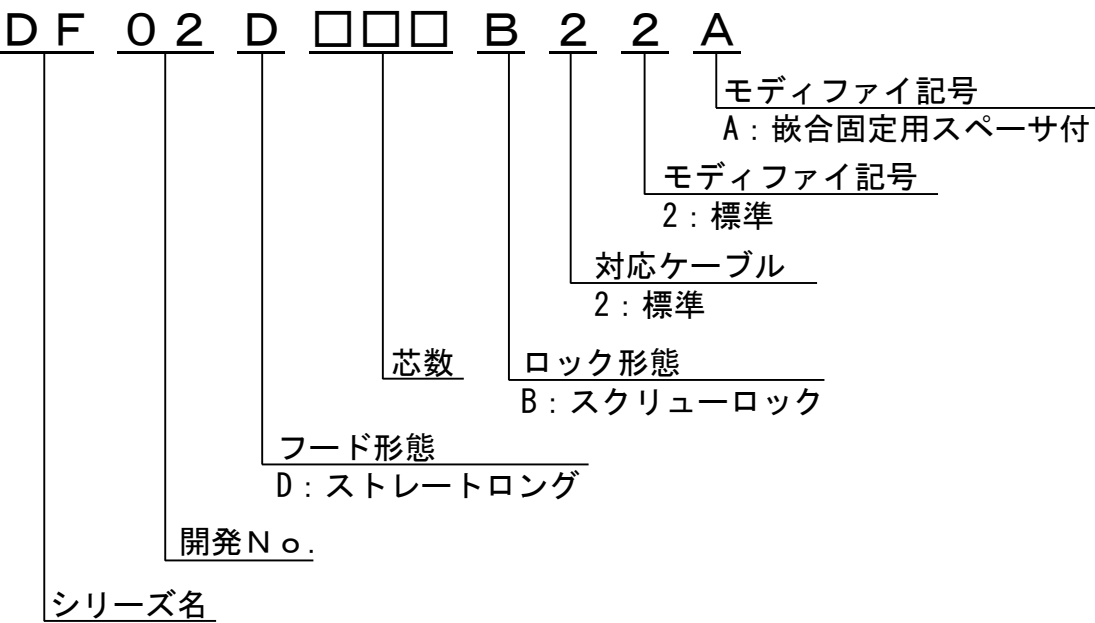 ＤＦ ０２ Ｄ □□□ Ｂ ２ ２ Ａ
モディファイ記号
A：嵌合固定用スペーサ付
モディファイ記号
2：標準
対応ケーブル
2：標準
芯数
ロック形態
B：スクリューロック
フード形態
D：ストレートロング
開発Ｎｏ．
シリーズ名